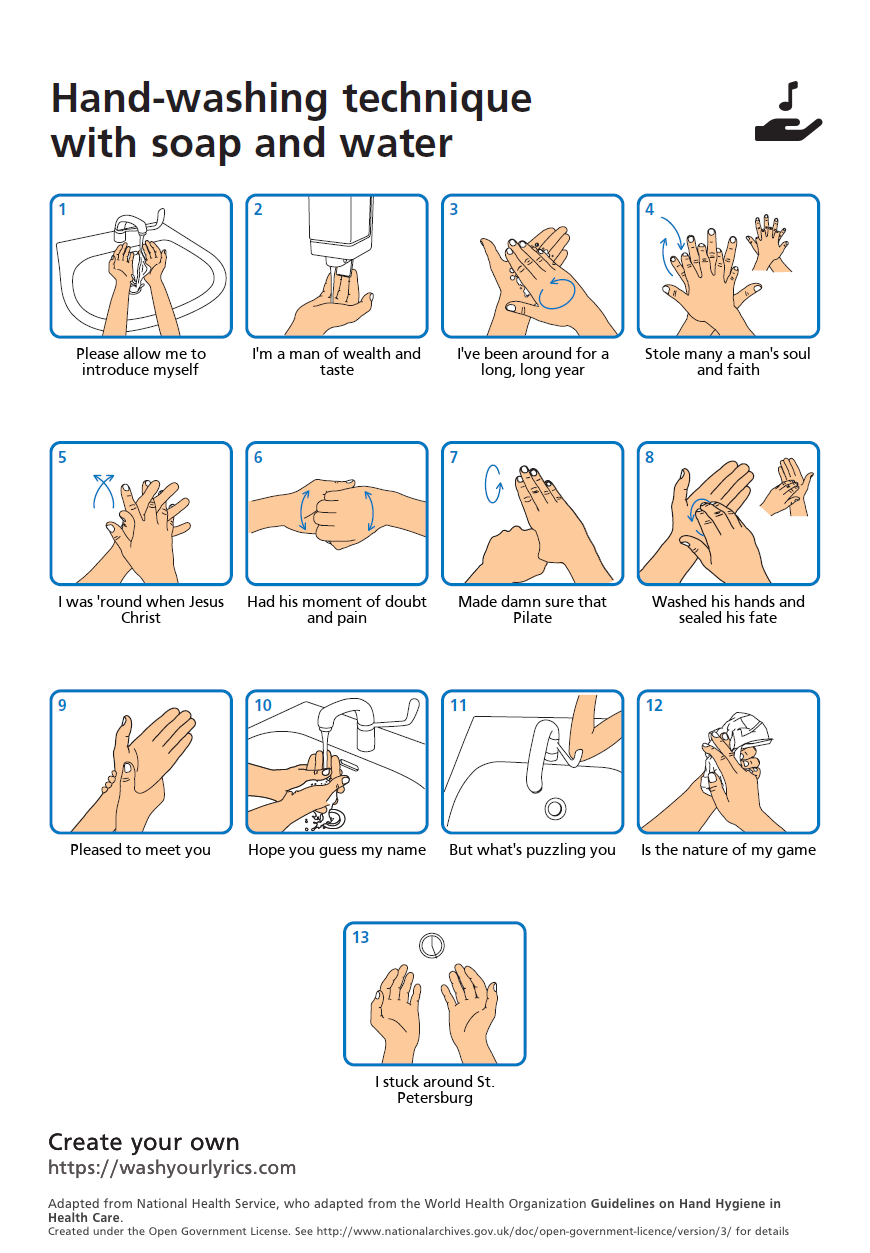 Hand-washing technique
with soap and water
1
Please allow me to
introduce myself
2
I'm a man of wealth and
taste
3
I've been around for a
long, long year
4
Stole many a man's soul
and faith
5
I was 'round when Jesus
Christ
6
Had his moment of doubt
and pain
7
Made damn sure that
Pilate
8
Washed his hands and
sealed his fate
9
Pleased to meet you
10
Hope you guess my name
11
But what's puzzling you
12
Is the nature of my game
13
I stuck around St.
Petersburg
Create your own
https://washyourlyrics.com
Adapted from National Health Service, who adapted from the World Health Organization Guidelines on Hand Hygiene in
Health Care.
Created under the Open Government License. See http://www.nationalarchives.gov.uk/doc/open-government-licence/version/3/ for details